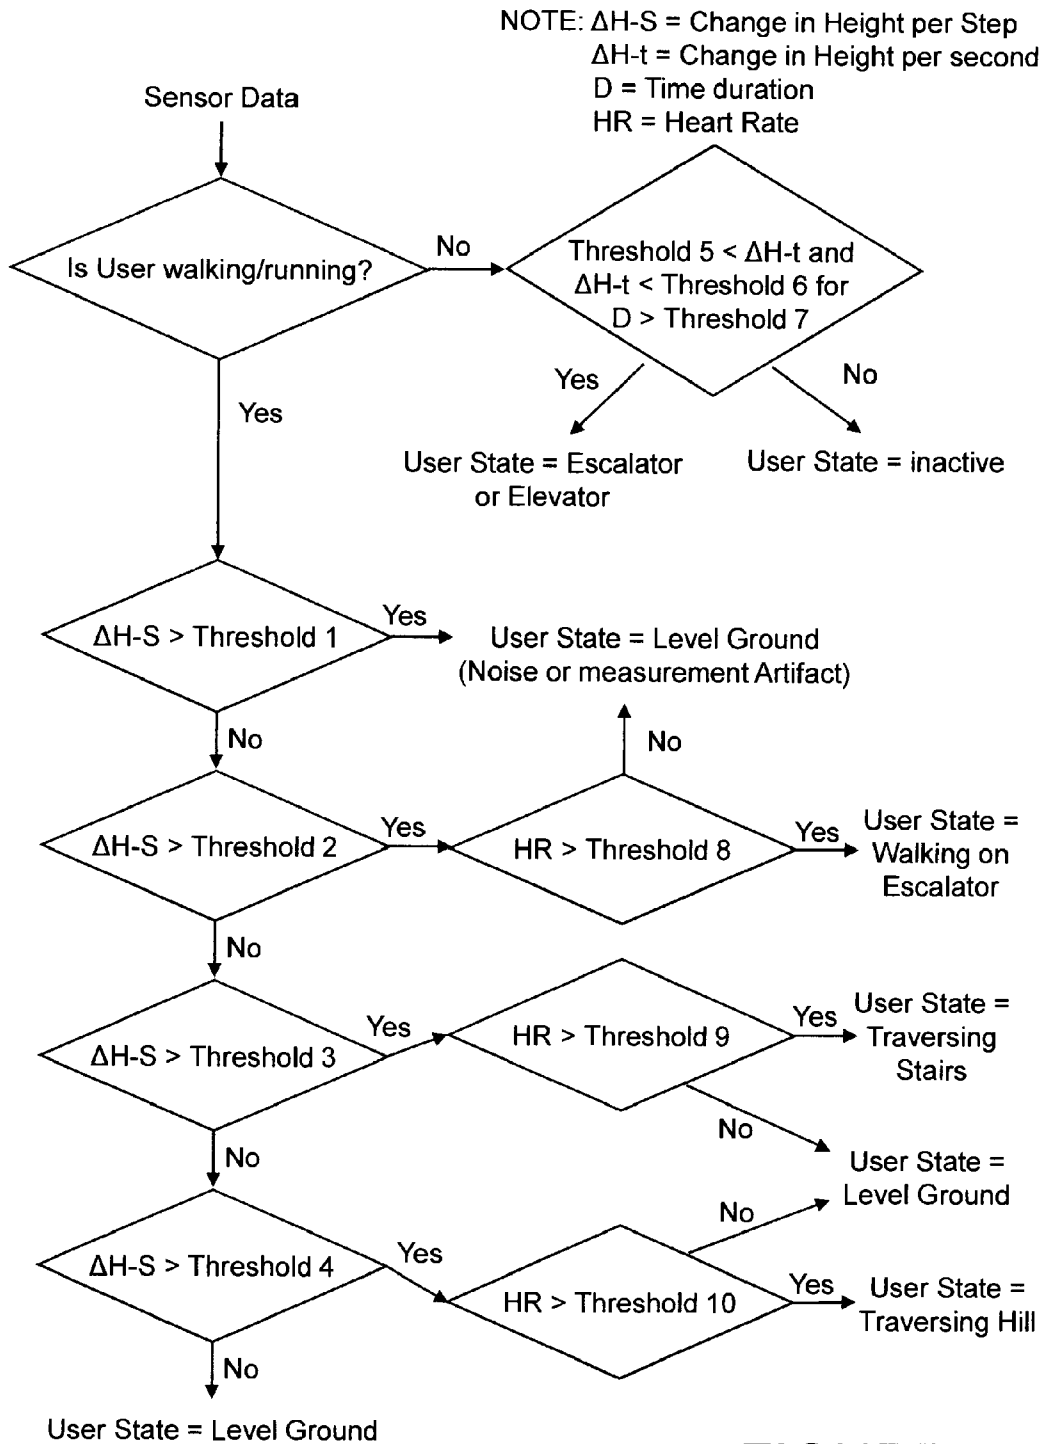 NOTE: ΔH-S = Change in Height per Step
ΔH-t = Change in Height per second
D = Time duration
HR = Heart Rate
Sensor Data
Is User walking/running?
No
Threshold 5 < ΔH-t and
ΔH-t < Threshold 6 for
D > Threshold 7
Yes
No
Yes
User State = Escalator
or Elevator
User State = inactive
ΔH-S > Threshold 1
Yes
User State = Level Ground
(Noise or measurement Artifact)
No
No
ΔH-S > Threshold 2
Yes
HR > Threshold 8
Yes
User State =
Walking on
Escalator
No
ΔH-S > Threshold 3
Yes
HR > Threshold 9
Yes
User State =
Traversing
Stairs
No
No
User State =
Level Ground
No
ΔH-S > Threshold 4
Yes
HR > Threshold 10
Yes
User State =
Traversing Hill
No
User State = Level Ground